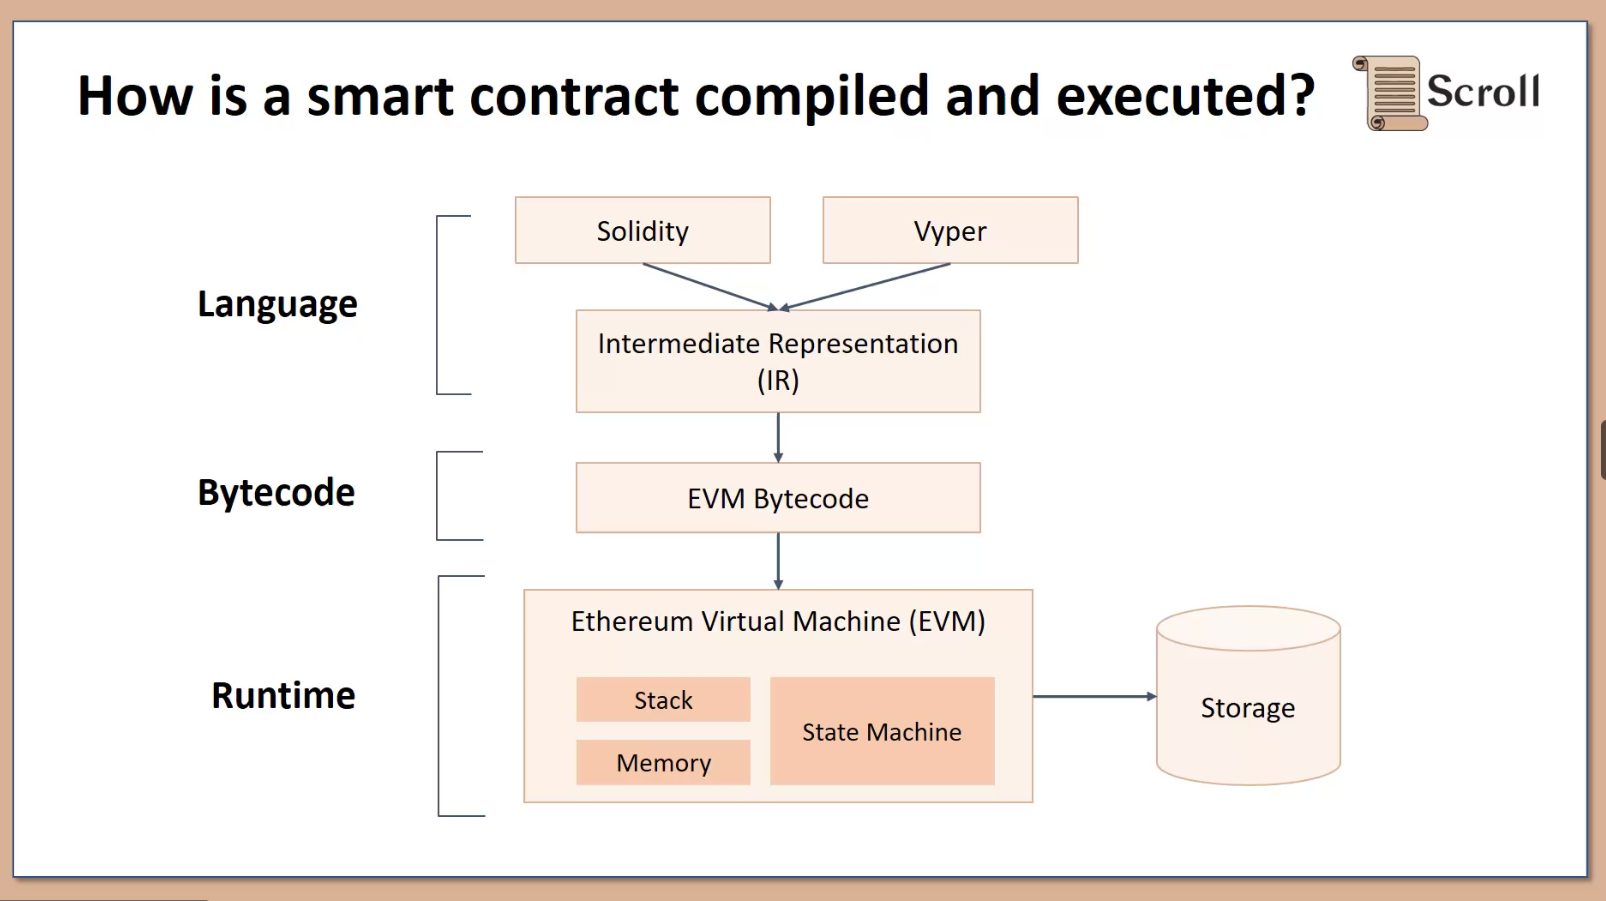 How is a smart contract compiled and executed?
Scroll
Solidity
Vyper
Language
Intermediate Representation
(IR)
Bytecode
EVM Bytecode
Ethereum Virtual Machine (EVM)
Runtime
Stack
State Machine
Memory
Storage